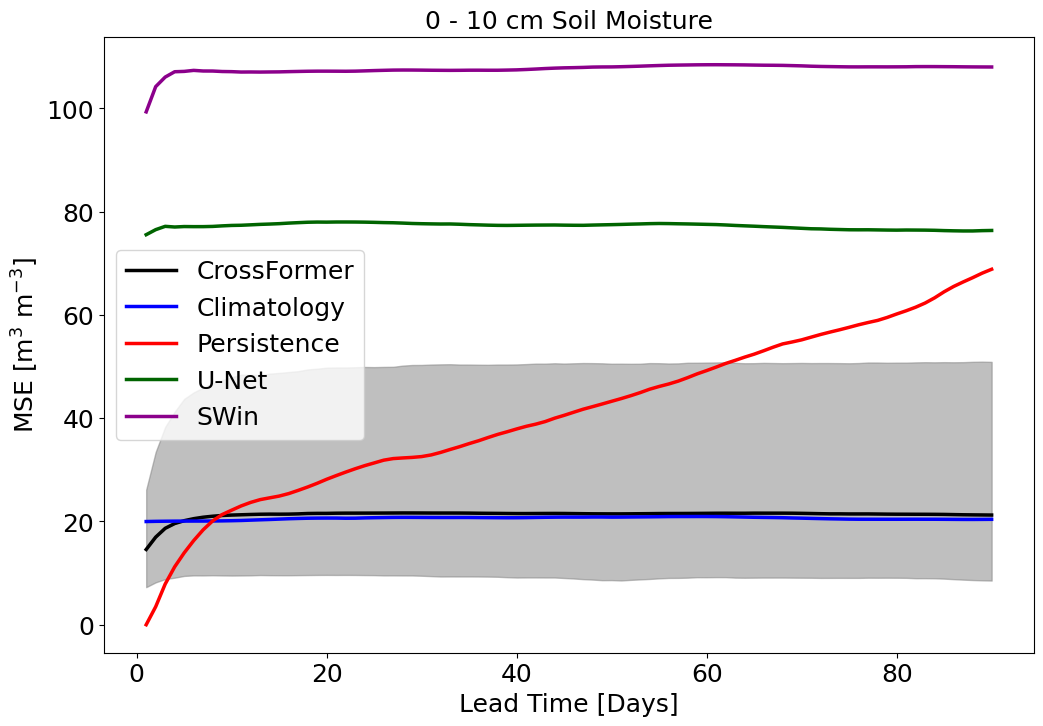 0 - 10 cm Soil Moisture
MSE [m³ m⁻³]
100
80
60
40
20
0
CrossFormer
Climatology
Persistence
U-Net
SWin
0 20 40 60 80
Lead Time [Days]